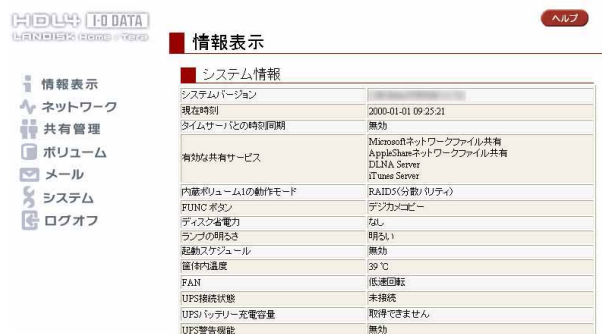 HDL4 I-O DATA
LANDISK Home / Tera
ヘルプ
情報表示
情報表示
ネットワーク
共有管理
ボリューム
メール
システム
ログオフ
システム情報
システムバージョン
現在時刻 2000-01-01 09:25:21
タイムサーバとの時刻同期 無効
有効な共有サービス Microsoftネットワークファイル共有
AppleShareネットワークファイル共有
DLNA Server
iTunes Server
内蔵ボリューム1の動作モード RAID5(分散パリティ)
FUNC ボタン デジカメコピー
ディスク省電力 なし
ランプの明るさ 明るい
起動スケジュール 無効
筐体内温度 39 ℃
FAN 低速回転
UPS接続状態 未接続
UPSバッテリー充電容量 取得できません
UPS警告機能 無効